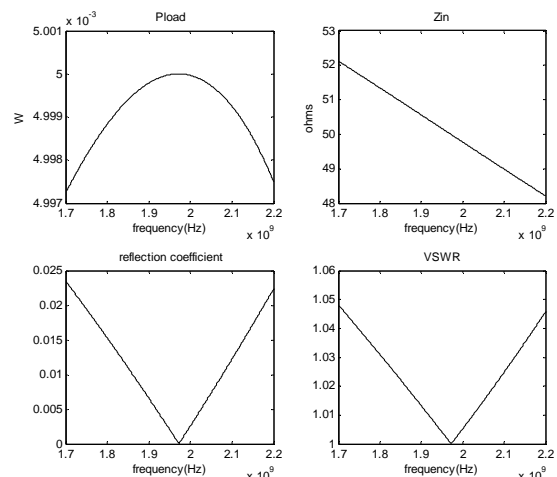 x 10^-3
Pload
5.001
5
4.999
4.998
4.997
W
1.7 1.8 1.9 2 2.1 2.2
frequency(Hz)
x 10^9
Zin
53
52
51
50
49
48
ohms
1.7 1.8 1.9 2 2.1 2.2
frequency(Hz)
x 10^9
reflection coefficient
0.025
0.02
0.015
0.01
0.005
0
1.7 1.8 1.9 2 2.1 2.2
frequency(Hz)
x 10^9
VSWR
1.06
1.05
1.04
1.03
1.02
1.01
1
1.7 1.8 1.9 2 2.1 2.2
frequency(Hz)
x 10^9